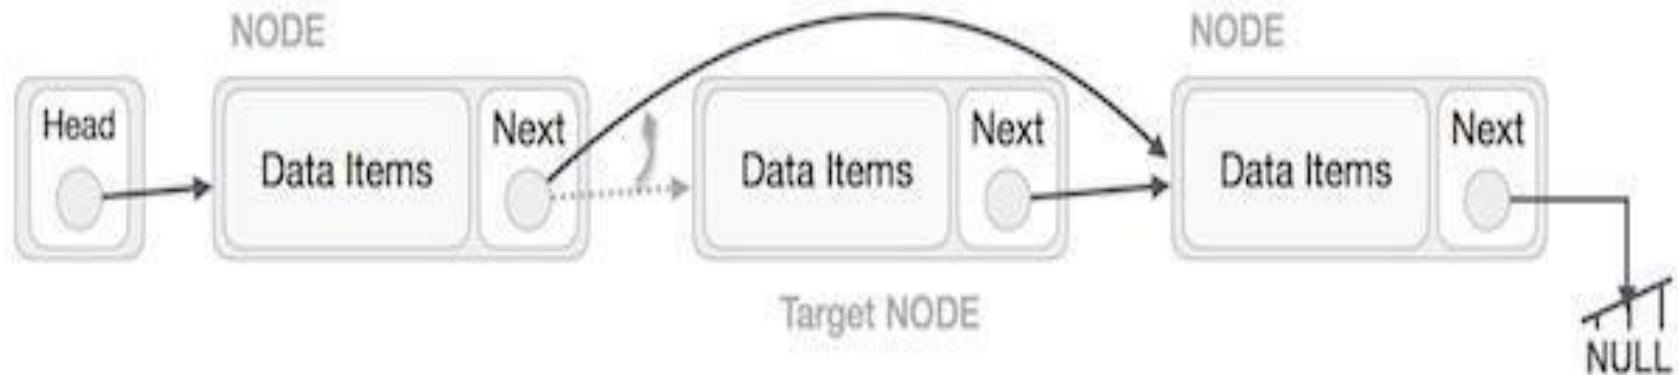 NODE
NODE
Head
Data Items
Next
Data Items
Next
Data Items
Next
Target NODE
NULL